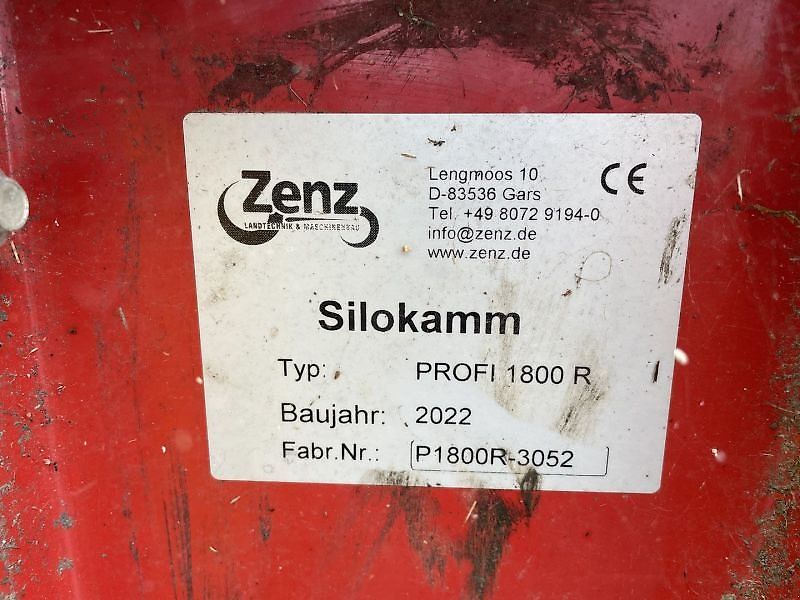 Zenz
LANDTECHNIK & MASCHINENBAU
Lengmoos 10
D-83536 Gars
Tel. +49 8072 9194-0
info@zenz.de
www.zenz.de
CE
Silokamm
Typ: PROFI 1800 R
Baujahr: 2022
Fabr.Nr.: P1800R-3052